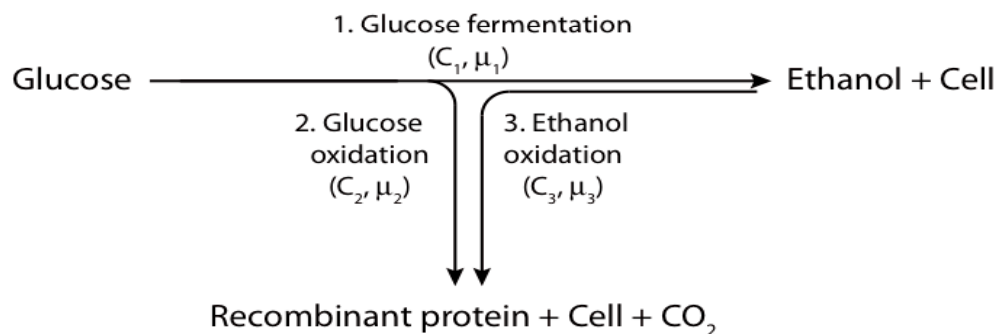 1. Glucose fermentation
(C₁, μ₁)
Glucose
Ethanol + Cell
2. Glucose
oxidation
(C₂, μ₂)
3. Ethanol
oxidation
(C₃, μ₃)
Recombinant protein + Cell + CO₂